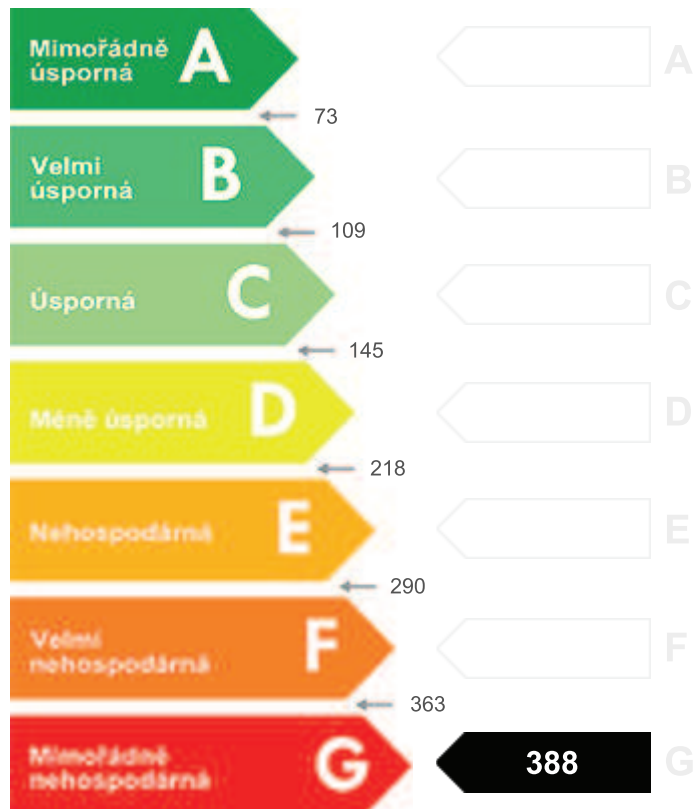 Mimořádně
úsporná A
A
73
Velmi
úsporná B
B
109
Úsporná C
C
145
Méně úsporná D
D
218
Nehospodárná E
E
290
Velmi
nehospodárná F
F
363
Mimořádně
nehospodárná G
388 G